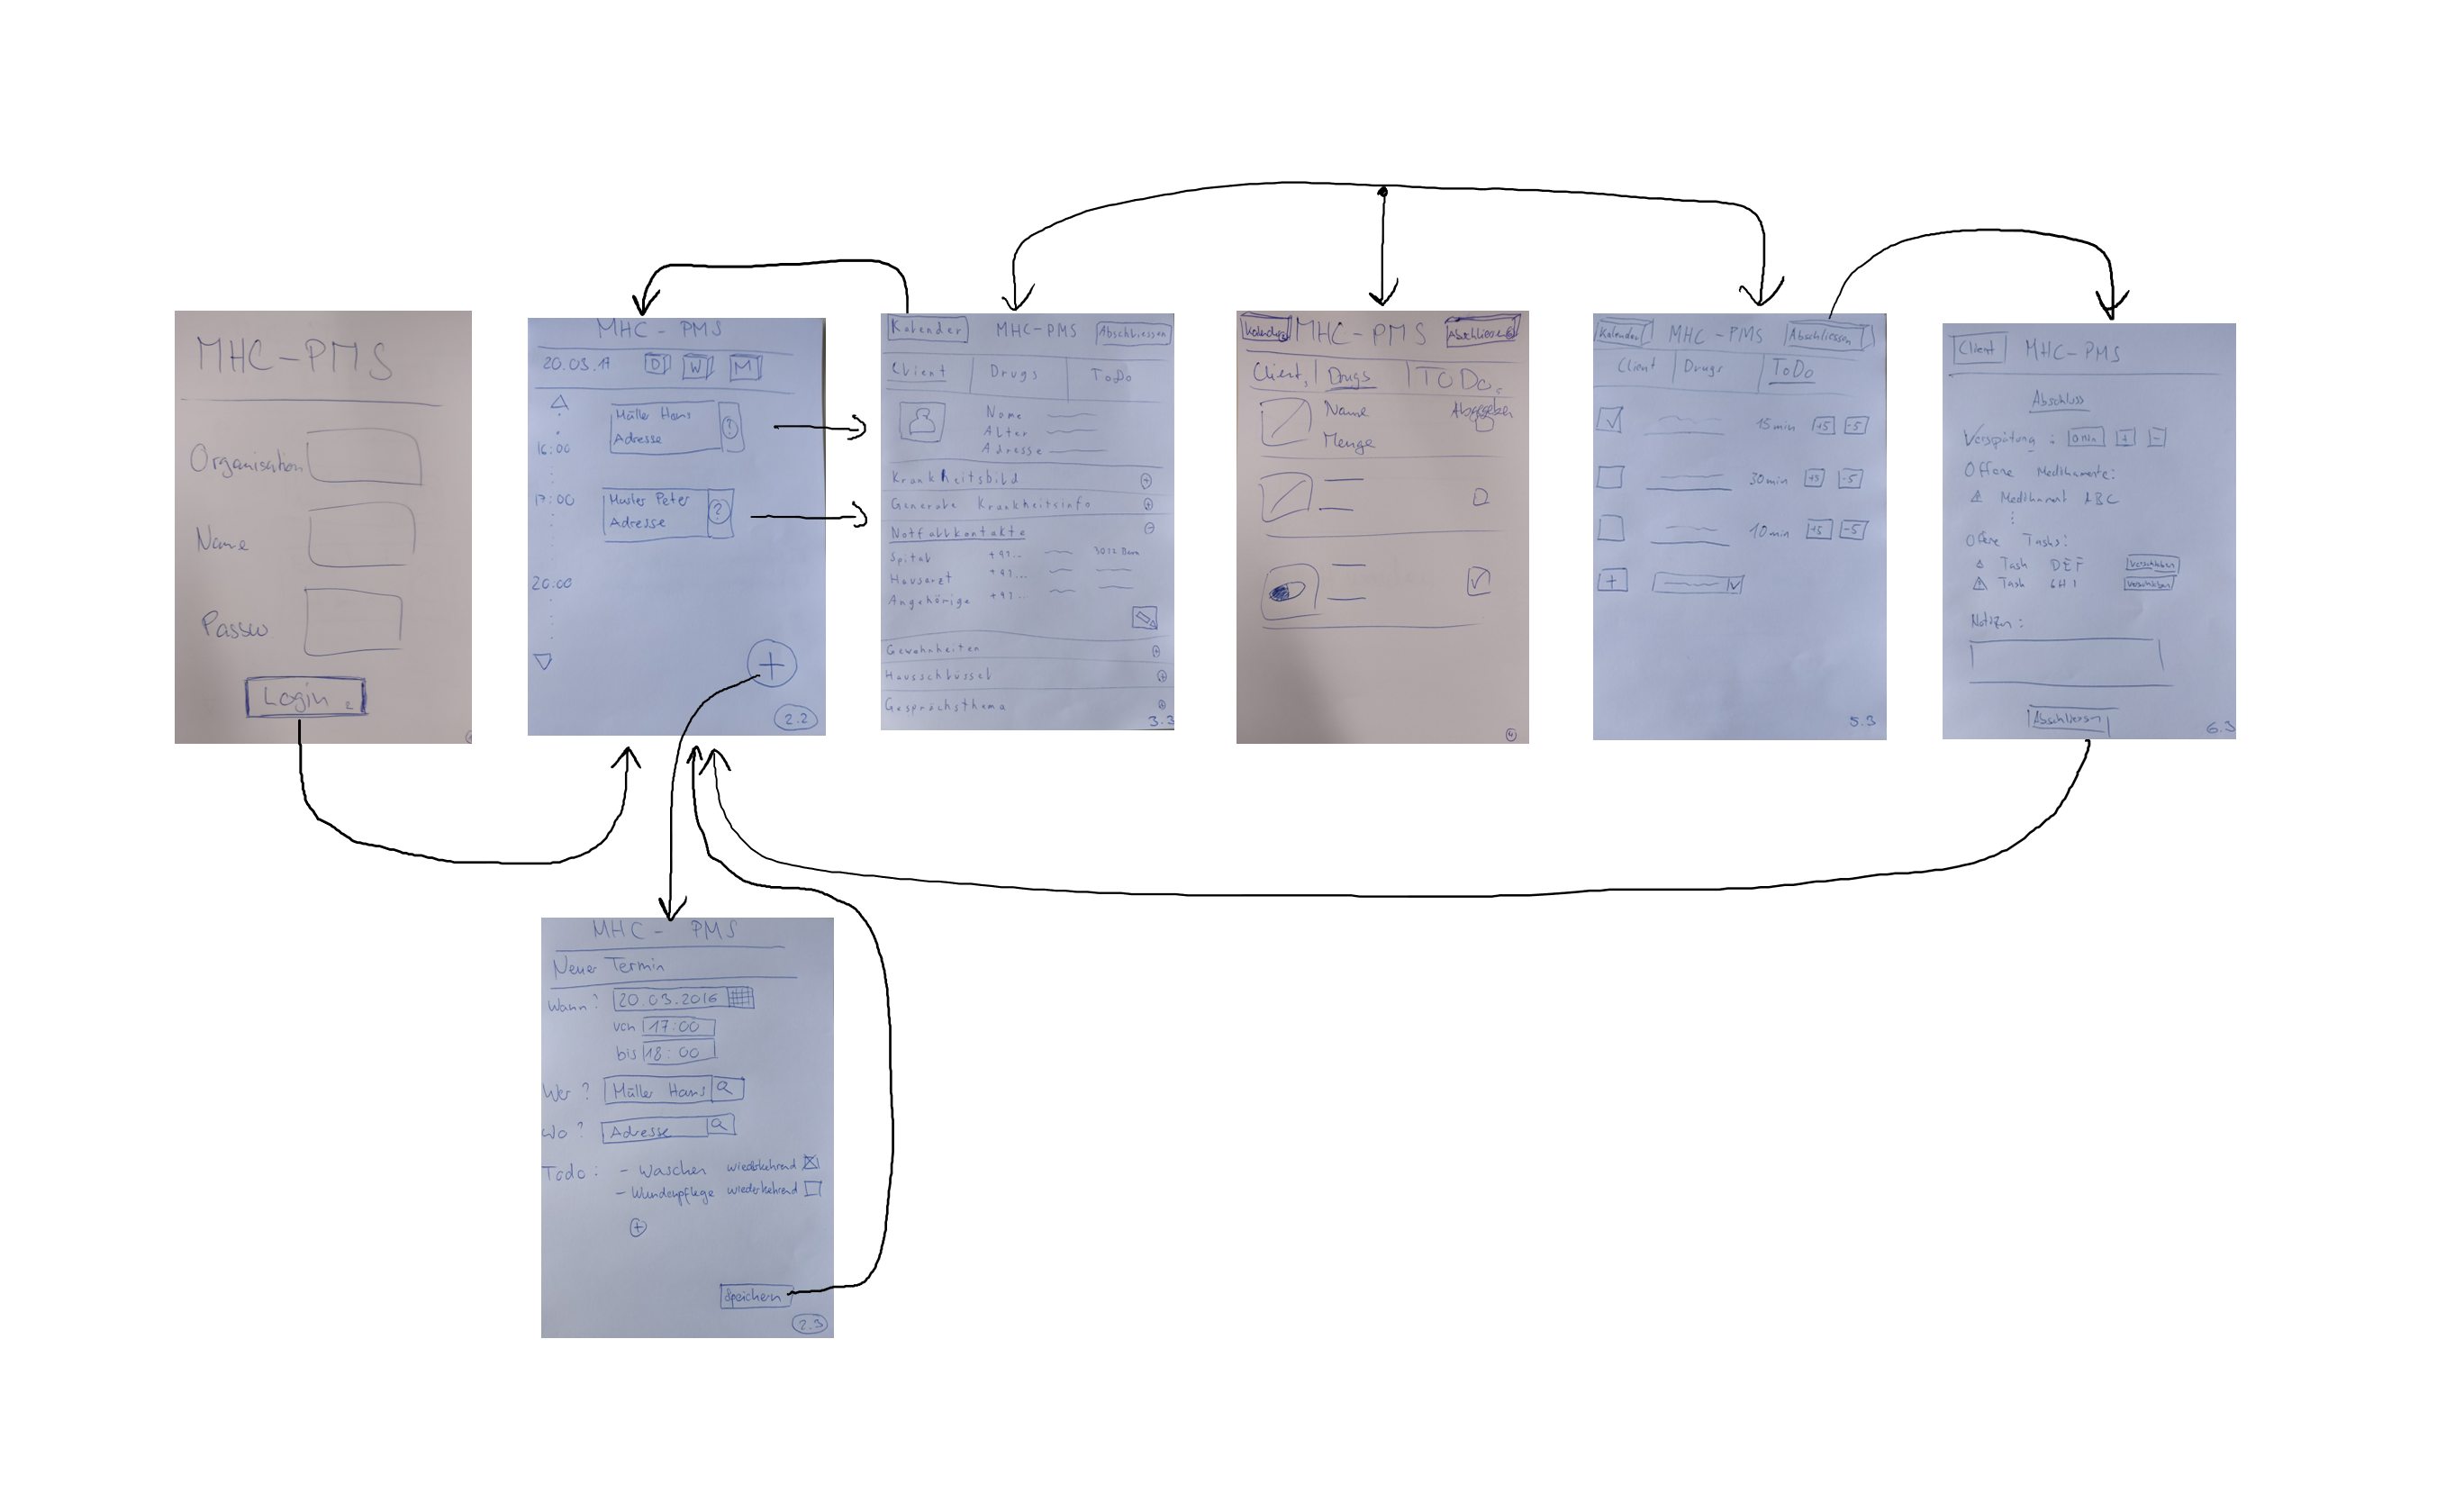 MHC-PMS
Organisation
Name
Passw
Login 2
MHC - PMS
20.03.17 D W M
Müller Hans ?
Adresse
16:00
17:00
Muster Peter ?
Adresse
20.00
+
2.2
Kalender MHC-PMS Abschliessen
Client Drugs ToDo
Name
Alter
Adresse
Krankheitsbild +
Generelle Krankheitsinfo +
Notfallkontakte -
Spital +41...
Hausarzt +41...
Angehörige +41...
Gewohnheiten +
Hausschlüssel +
Gesprächsthema +
3.3
Kalender MHC-PMS Abschliessen
Client, Drugs ToDo
Name Abgegeben
Menge
4
Kalender MHC-PMS Abschliessen
Client Drugs ToDo
15min +5 -5
30min +5 -5
10min +5 -5
+
5.3
Client MHC-PMS
Abschluss
Verspätung : + -
Offene Medikamente:
Medikament ABC
Offene Tasks:
Task DEF Verschieben
Task GHI Verschieben
Notizen :
Abschliessen
6.3
MHC - PMS
Neuer Termin
Wann? 20.03.2016
von 17:00
bis 18:00
Wer? Müller Hans
Wo? Adresse
Todo: - Waschen wiederkehrend
- Wundenpflege wiederkehrend
+
Speichern
2.3